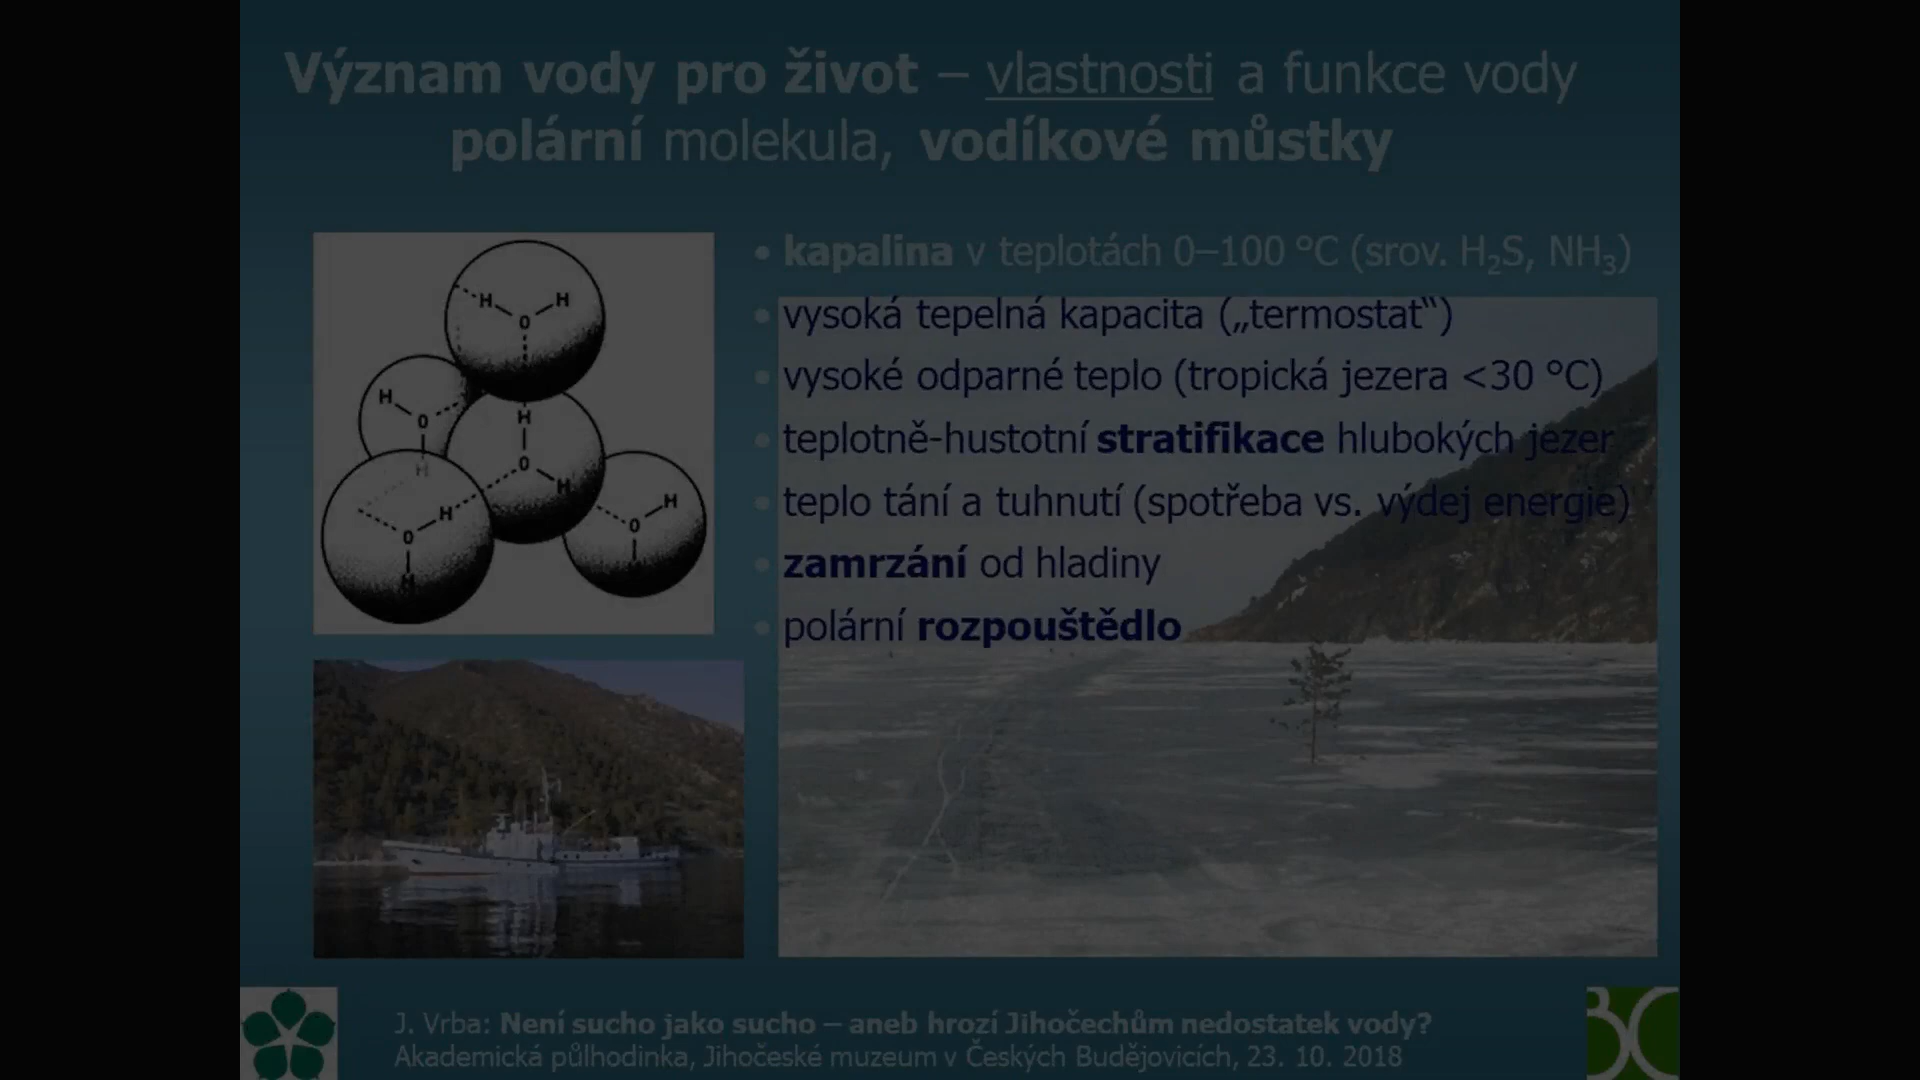 Význam vody pro život – vlastnosti a funkce vody
polární molekula, vodíkové můstky
• kapalina v teplotách 0–100 °C (srov. H₂S, NH₃)
• vysoká tepelná kapacita („termostat“)
• vysoké odparné teplo (tropická jezera <30 °C)
• teplotně-hustotní stratifikace hlubokých jezer
• teplo tání a tuhnutí (spotřeba vs. výdej energie)
• zamrzání od hladiny
• polární rozpouštědlo
H H
O
H
O
H
H
O
H
H
O
H
H
O
H
J. Vrba: Není sucho jako sucho – aneb hrozí Jihočechům nedostatek vody?
Akademická půlhodinka, Jihočeské muzeum v Českých Budějovicích, 23. 10. 2018